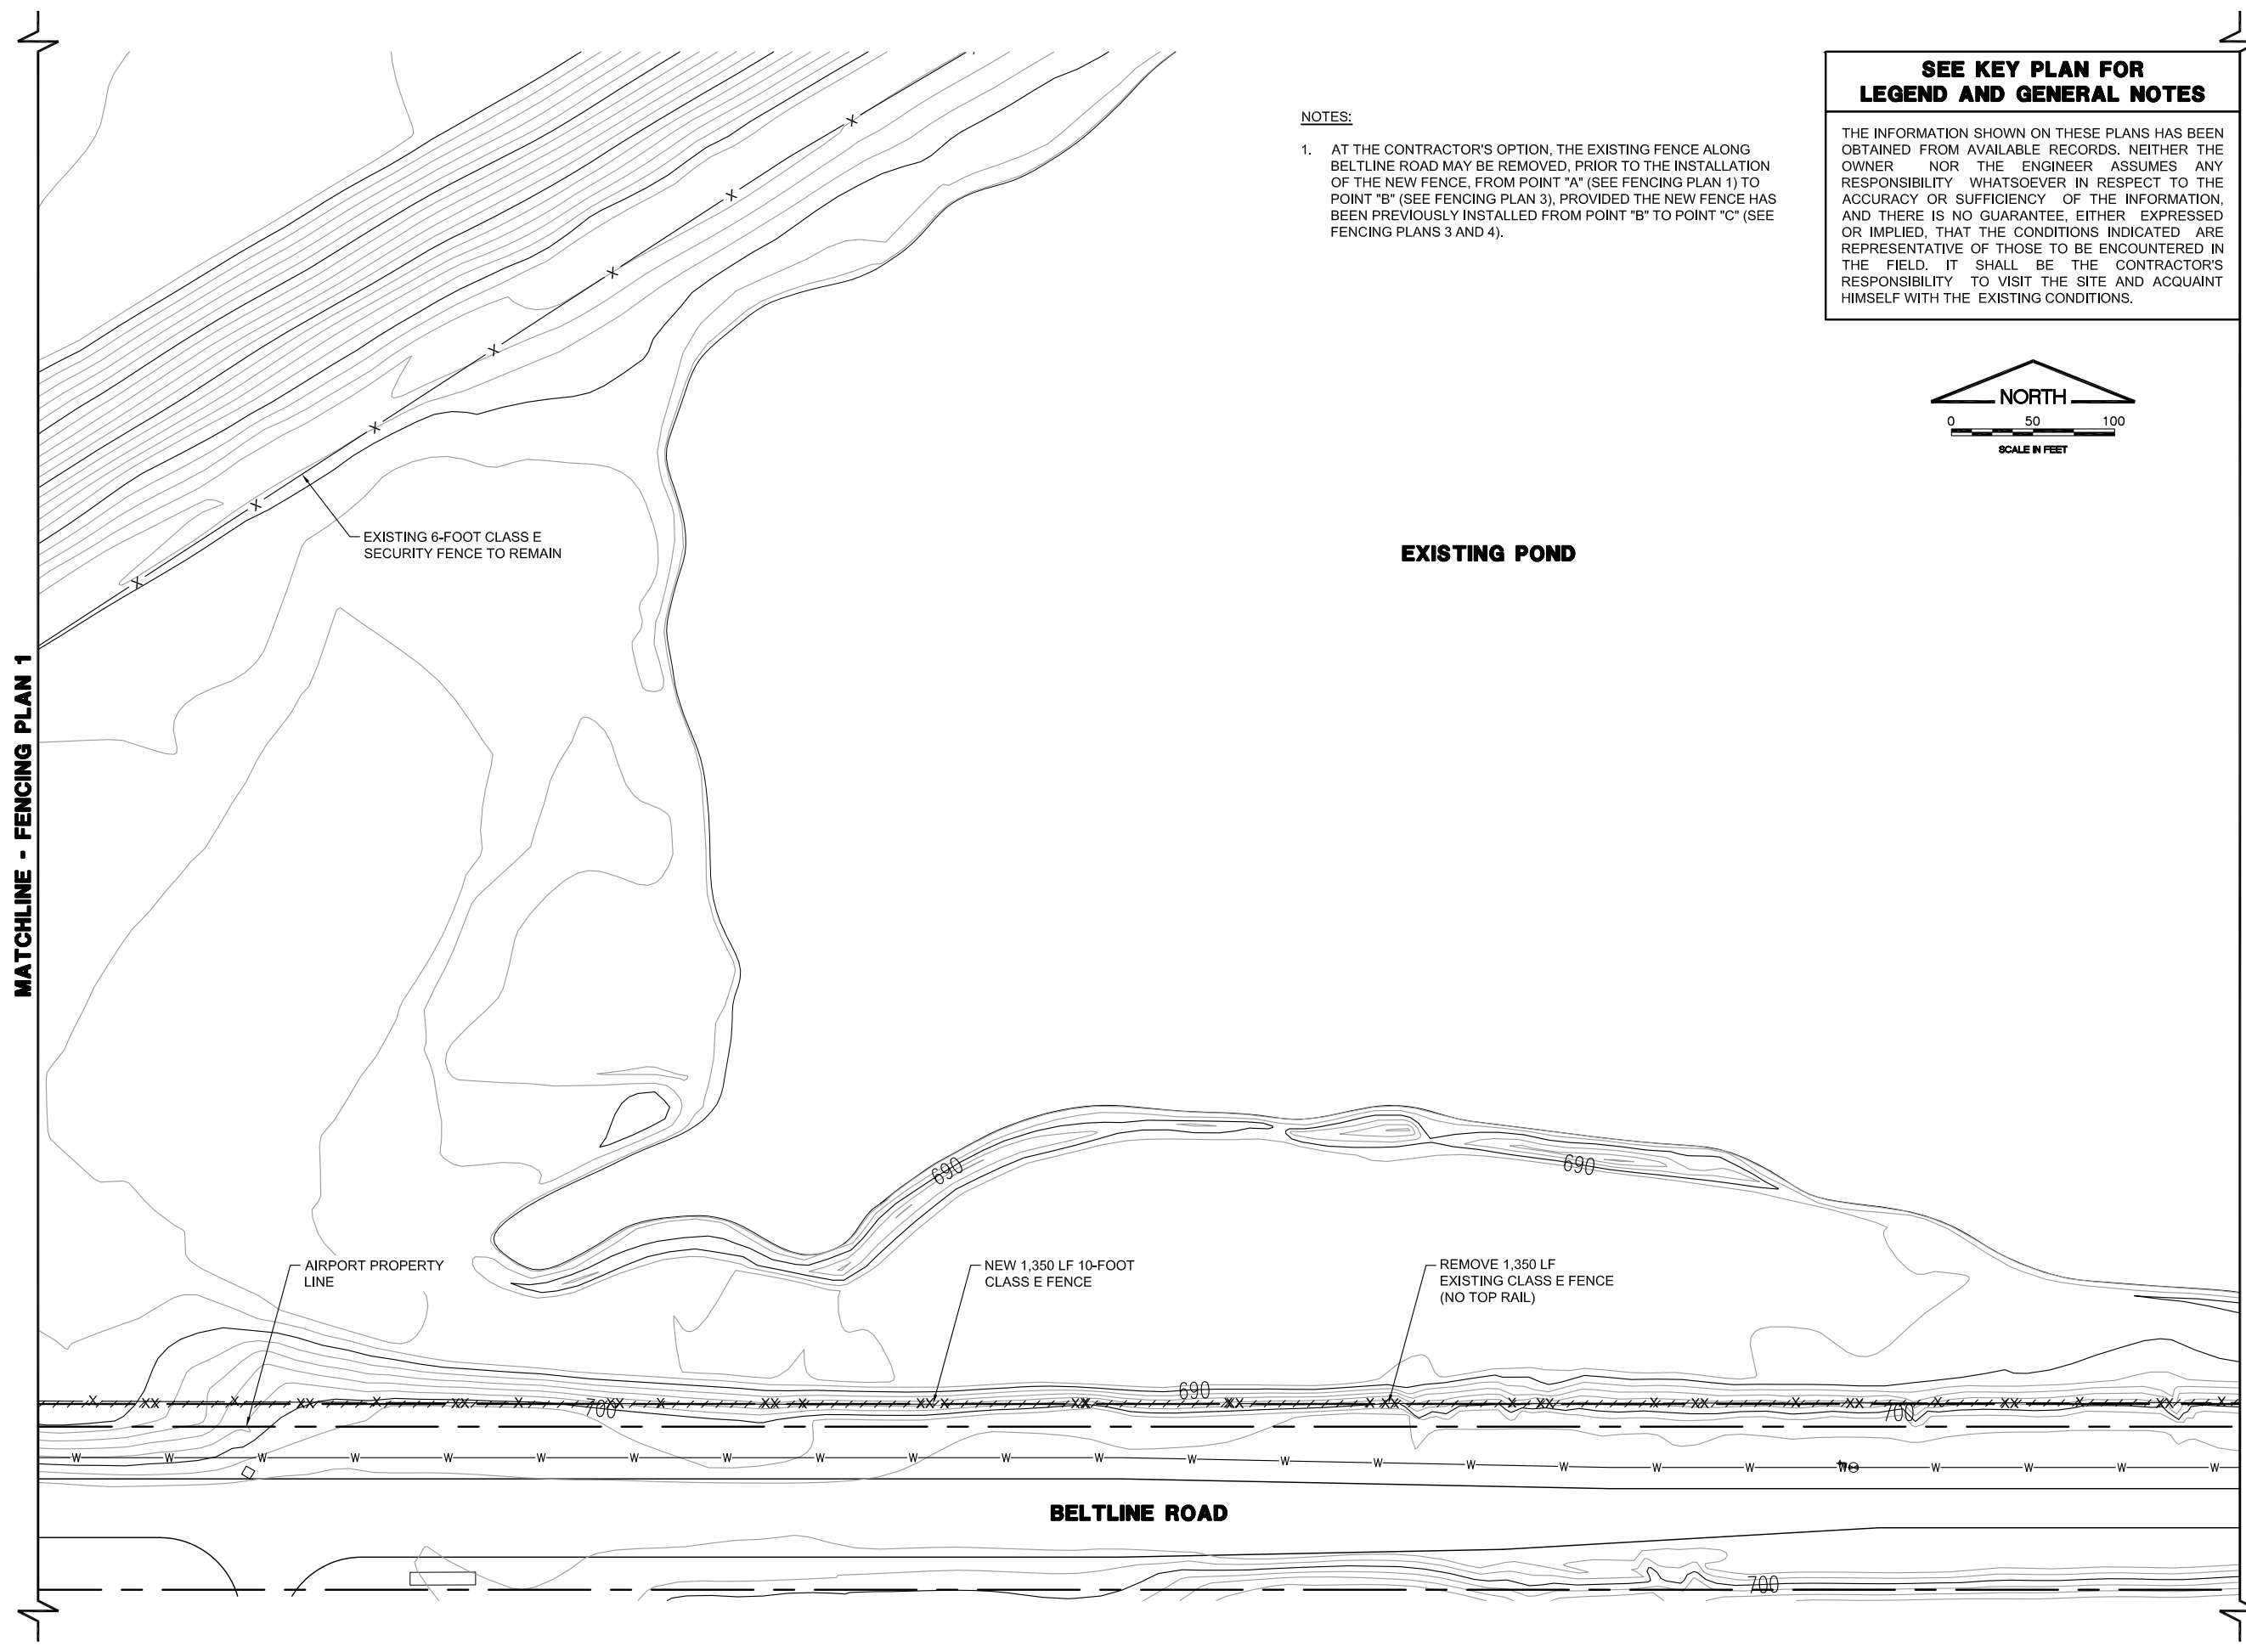 SEE KEY PLAN FOR
LEGEND AND GENERAL NOTES
THE INFORMATION SHOWN ON THESE PLANS HAS BEEN
OBTAINED FROM AVAILABLE RECORDS. NEITHER THE
OWNER NOR THE ENGINEER ASSUMES ANY
RESPONSIBILITY WHATSOEVER IN RESPECT TO THE
ACCURACY OR SUFFICIENCY OF THE INFORMATION,
AND THERE IS NO GUARANTEE, EITHER EXPRESSED
OR IMPLIED, THAT THE CONDITIONS INDICATED ARE
REPRESENTATIVE OF THOSE TO BE ENCOUNTERED IN
THE FIELD. IT SHALL BE THE CONTRACTOR'S
RESPONSIBILITY TO VISIT THE SITE AND ACQUAINT
HIMSELF WITH THE EXISTING CONDITIONS.
NOTES:
1. AT THE CONTRACTOR'S OPTION, THE EXISTING FENCE ALONG
BELTLINE ROAD MAY BE REMOVED, PRIOR TO THE INSTALLATION
OF THE NEW FENCE, FROM POINT "A" (SEE FENCING PLAN 1) TO
POINT "B" (SEE FENCING PLAN 3), PROVIDED THE NEW FENCE HAS
BEEN PREVIOUSLY INSTALLED FROM POINT "B" TO POINT "C" (SEE
FENCING PLANS 3 AND 4).
NORTH
0 50 100
SCALE IN FEET
EXISTING 6-FOOT CLASS E
SECURITY FENCE TO REMAIN
EXISTING POND
MATCHLINE - FENCING PLAN 1
690
690
AIRPORT PROPERTY
LINE
NEW 1,350 LF 10-FOOT
CLASS E FENCE
REMOVE 1,350 LF
EXISTING CLASS E FENCE
(NO TOP RAIL)
690
700
700
W W W W W W W W W W W W W W W W W W W W W W W W
BELTLINE ROAD
700